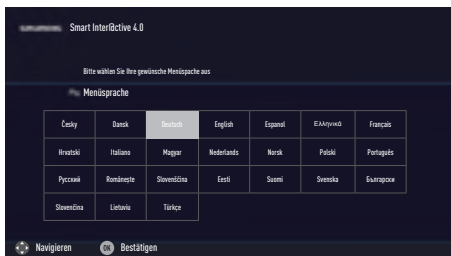 Smart Inter@ctive 4.0
Bitte wählen Sie Ihre gewünsche Menüspache aus
Menüsprache
Česky Dansk Deutsch English Espanol Ελληνικά Français
Hrvatski Italiano Magyar Nederlands Norsk Polski Português
Русский Româneşte Slovenščina Eesti Suomi Svenska Български
Slovenčina Lietuviu Türkçe
Navigieren OK Bestätigen